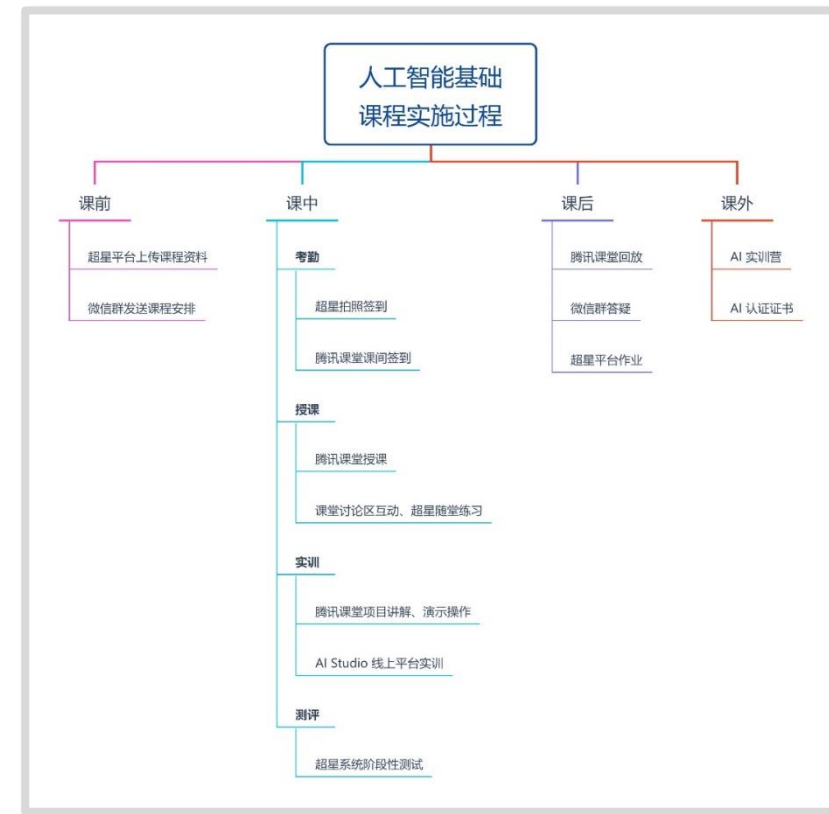 人工智能基础
课程实施过程
课前
超星平台上传课程资料
微信群发送课程安排
课中
考勤
超星拍照签到
腾讯课堂课间签到
授课
腾讯课堂授课
课堂讨论区互动、超星随堂练习
实训
腾讯课堂项目讲解、演示操作
AI Studio 线上平台实训
测评
超星系统阶段性测试
课后
腾讯课堂回放
微信群答疑
超星平台作业
课外
AI 实训营
AI 认证证书